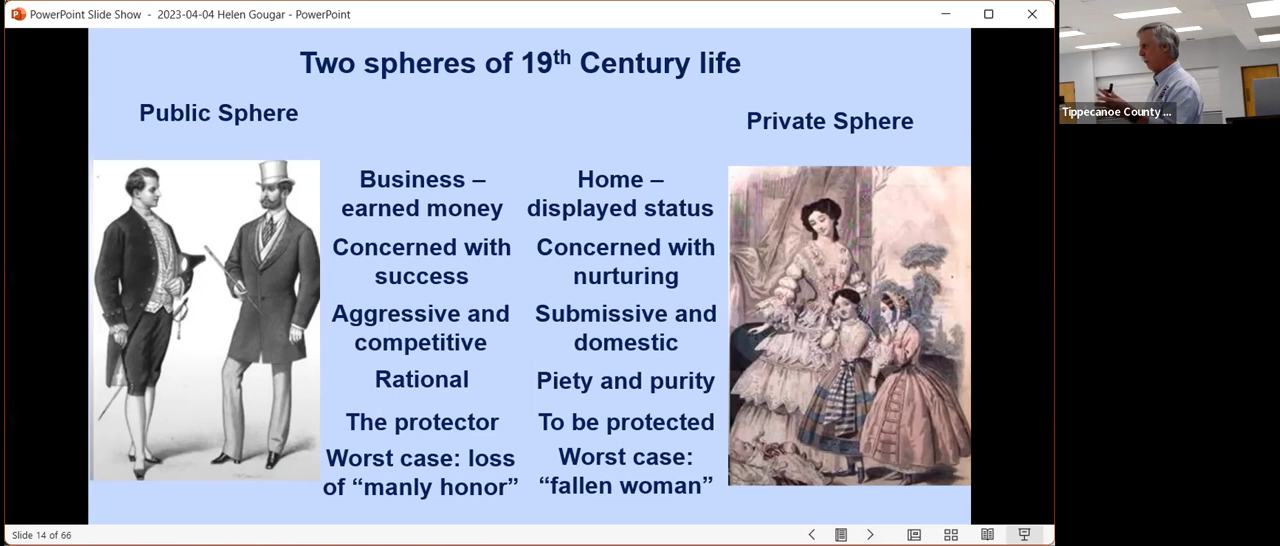 PowerPoint Slide Show - 2023-04-04 Helen Gougar - PowerPoint
Two spheres of 19th Century life
Public Sphere
Private Sphere
Business –
earned money
Home –
displayed status
Concerned with
success
Concerned with
nurturing
Aggressive and
competitive
Submissive and
domestic
Rational
Piety and purity
The protector
To be protected
Worst case: loss
of “manly honor”
Worst case:
“fallen woman”
Tippecanoe County ...
Slide 14 of 66